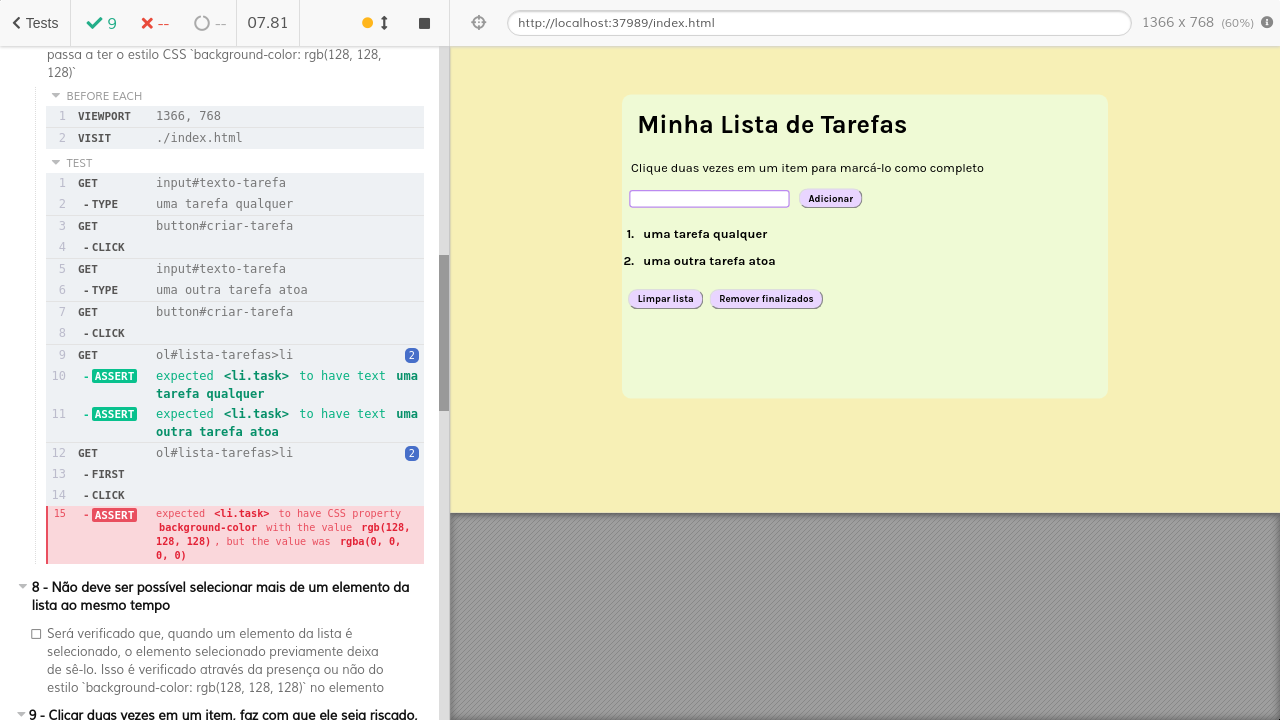 Tests
9
--
--
07.81
http://localhost:37989/index.html
1366 x 768 (60%)
passa a ter o estilo CSS `background-color: rgb(128, 128,
128)`
BEFORE EACH
1 VIEWPORT 1366, 768
2 VISIT ./index.html
TEST
1 GET input#texto-tarefa
2 -TYPE uma tarefa qualquer
3 GET button#criar-tarefa
4 -CLICK
5 GET input#texto-tarefa
6 -TYPE uma outra tarefa atoa
7 GET button#criar-tarefa
8 -CLICK
9 GET ol#lista-tarefas>li 2
10 -ASSERT expected <li.task> to have text uma
tarefa qualquer
11 -ASSERT expected <li.task> to have text uma
outra tarefa atoa
12 GET ol#lista-tarefas>li 2
13 -FIRST
14 -CLICK
15 -ASSERT expected <li.task> to have CSS property
background-color with the value rgb(128,
128, 128), but the value was rgba(0, 0,
0, 0)
8 - Não deve ser possível selecionar mais de um elemento da
lista ao mesmo tempo
Será verificado que, quando um elemento da lista é
selecionado, o elemento selecionado previamente deixa
de sê-lo. Isso é verificado através da presença ou não do
estilo `background-color: rgb(128, 128, 128)` no elemento
9 - Clicar duas vezes em um item, faz com que ele seja riscado,
Minha Lista de Tarefas
Clique duas vezes em um item para marcá-lo como completo
Adicionar
1. uma tarefa qualquer
2. uma outra tarefa atoa
Limpar lista Remover finalizados